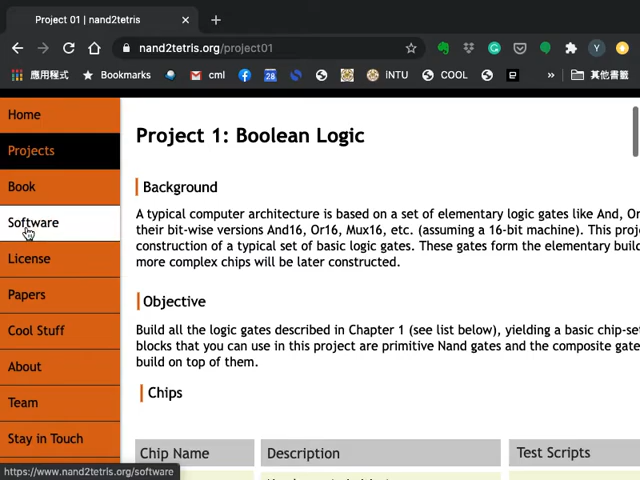 Project 01 | nand2tetris
nand2tetris.org/project01
應用程式
Bookmarks
cml
28
iNTU
COOL
其他書籤
Home
Projects
Book
Software
License
Papers
Cool Stuff
About
Team
Stay in Touch
Project 1: Boolean Logic
Background
A typical computer architecture is based on a set of elementary logic gates like And, Or
their bit-wise versions And16, Or16, Mux16, etc. (assuming a 16-bit machine). This proj
construction of a typical set of basic logic gates. These gates form the elementary buil
more complex chips will be later constructed.
Objective
Build all the logic gates described in Chapter 1 (see list below), yielding a basic chip-se
blocks that you can use in this project are primitive Nand gates and the composite gate
build on top of them.
Chips
Chip Name
Description
Test Scripts
https://www.nand2tetris.org/software